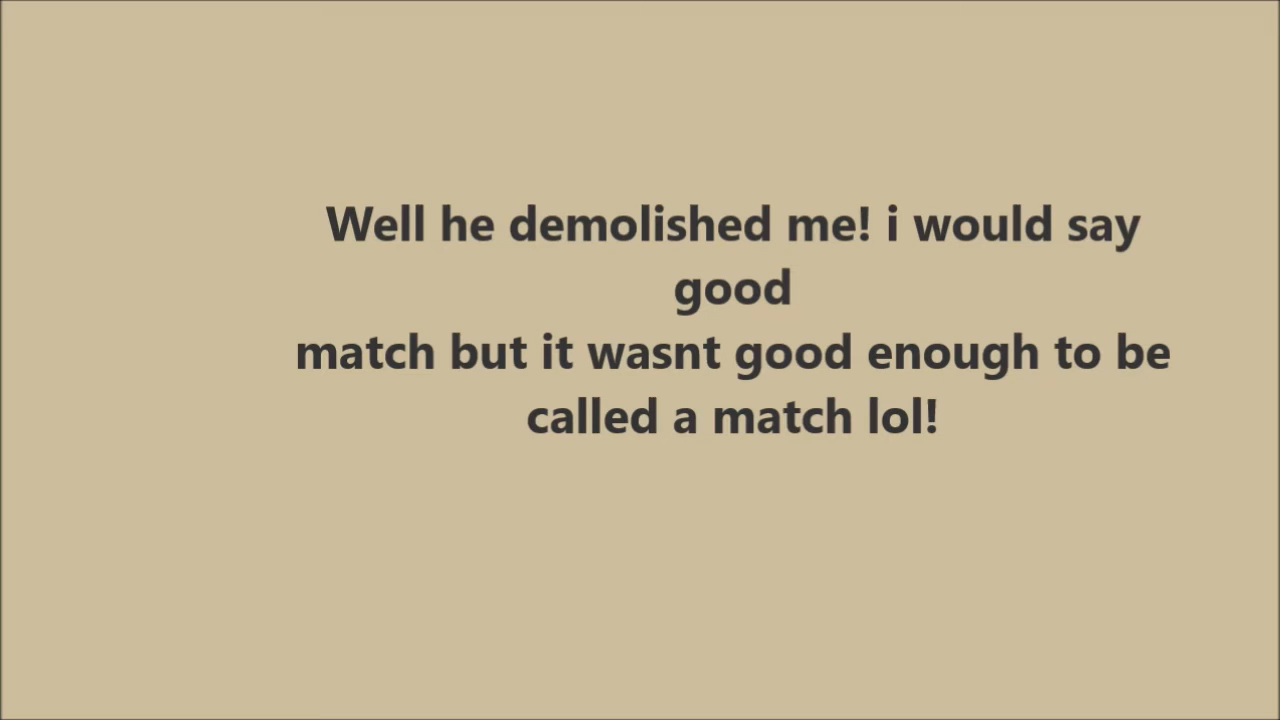 Well he demolished me! i would say
good
match but it wasnt good enough to be
called a match lol!